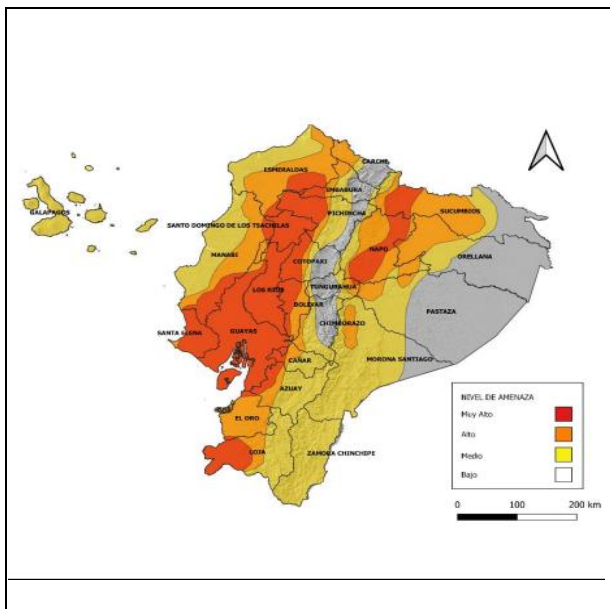 CARCHI
ESMERALDAS
IMBABURA
SUCUMBIOS
PICHINCHA
GALAPAGOS
SANTO DOMINGO DE LOS TSACHILAS
NAPO
MANABI
ORELLANA
COTOPAXI
LOS RIOS
TUNGURAHUA
BOLIVAR
PASTAZA
CHIMBORAZO
SANTA ELENA
GUAYAS
MORONA SANTIAGO
CAÑAR
AZUAY
EL ORO
LOJA
ZAMORA CHINCHIPE
NIVEL DE AMENAZA
Muy Alto
Alto
Medio
Bajo
0 100 200 km